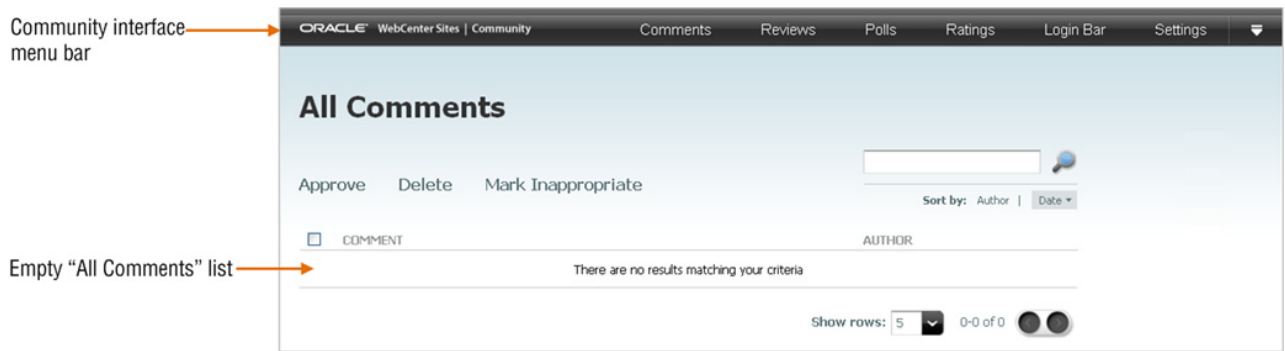 Community interface menu bar
ORACLE® WebCenter Sites | Community Comments Reviews Polls Ratings Login Bar Settings
All Comments
Approve Delete Mark Inappropriate
Sort by: Author | Date
COMMENT AUTHOR
Empty “All Comments” list
There are no results matching your criteria
Show rows: 5 0-0 of 0